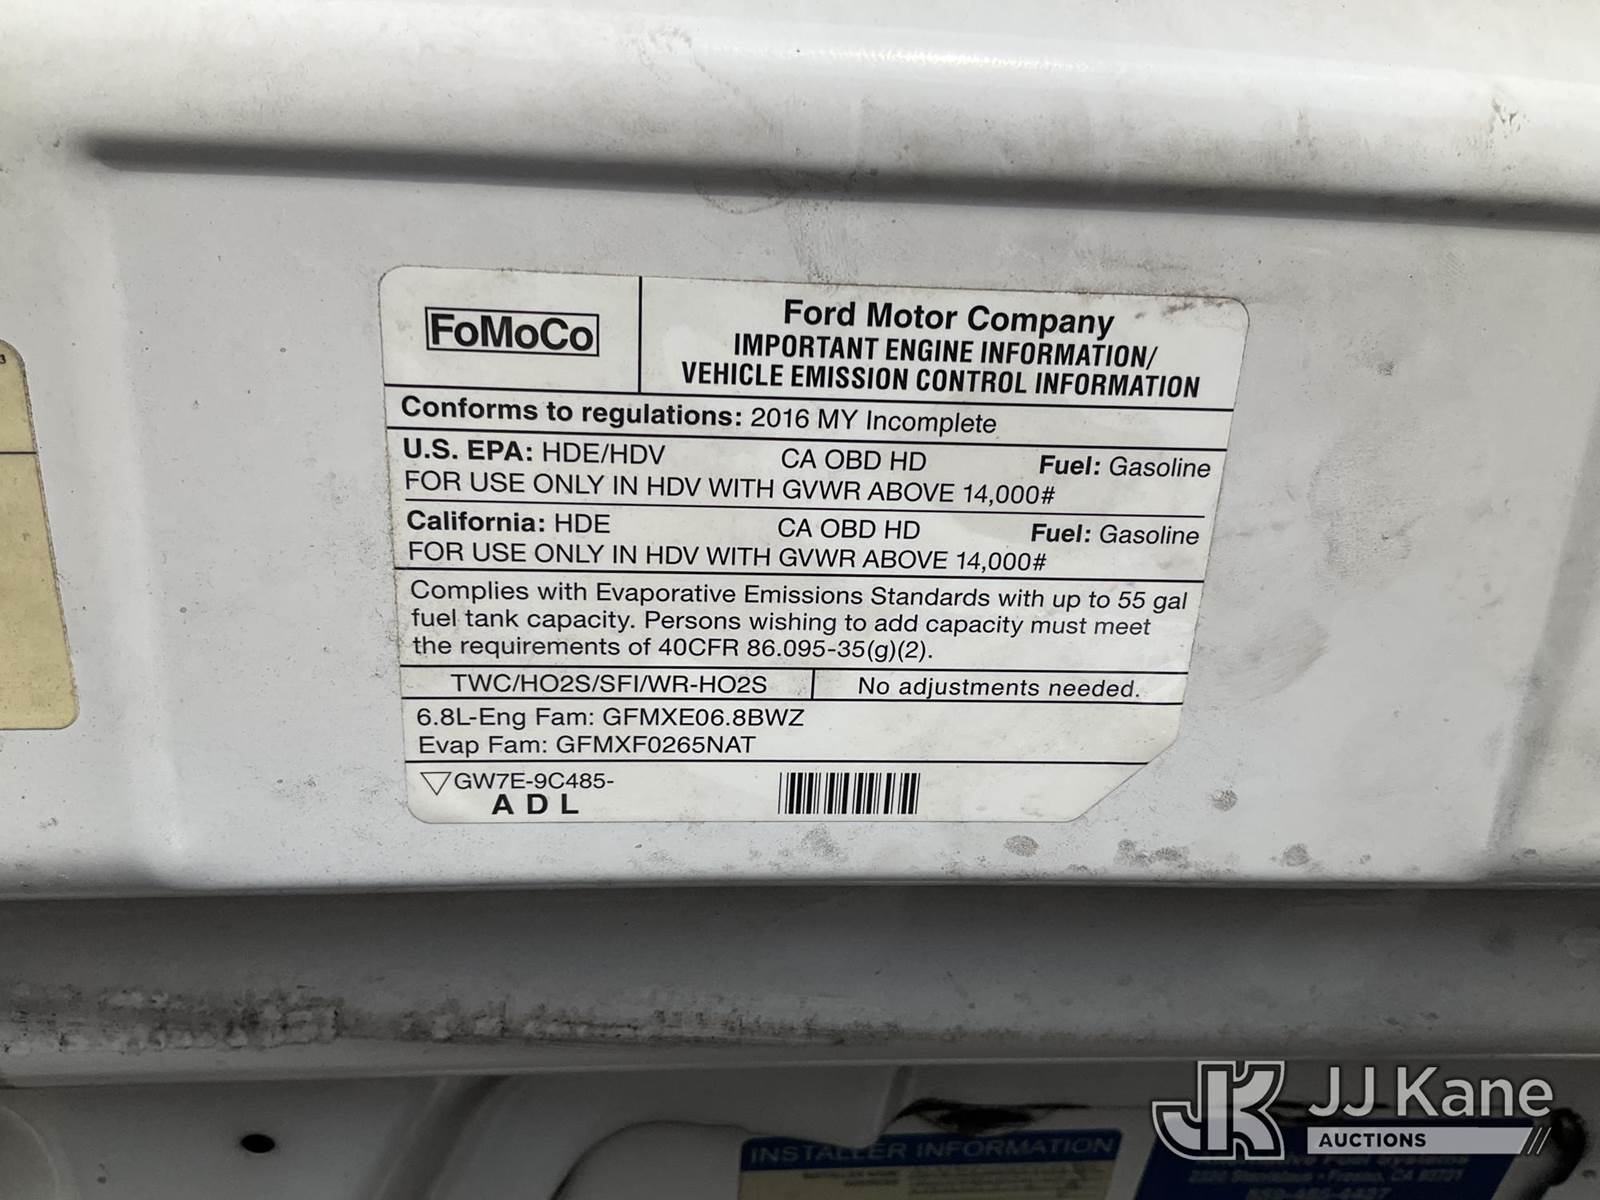 FoMoCo
Ford Motor Company
IMPORTANT ENGINE INFORMATION/
VEHICLE EMISSION CONTROL INFORMATION
Conforms to regulations: 2016 MY Incomplete
U.S. EPA: HDE/HDV CA OBD HD Fuel: Gasoline
FOR USE ONLY IN HDV WITH GVWR ABOVE 14,000#
California: HDE CA OBD HD Fuel: Gasoline
FOR USE ONLY IN HDV WITH GVWR ABOVE 14,000#
Complies with Evaporative Emissions Standards with up to 55 gal
fuel tank capacity. Persons wishing to add capacity must meet
the requirements of 40CFR 86.095-35(g)(2).
TWC/HO2S/SFI/WR-HO2S No adjustments needed.
6.8L-Eng Fam: GFMXE06.8BWZ
Evap Fam: GFMXF0265NAT
GW7E-9C485-
A D L
3
INSTALLER INFORMATION
Fresno, CA
JK JJ Kane
AUCTIONS